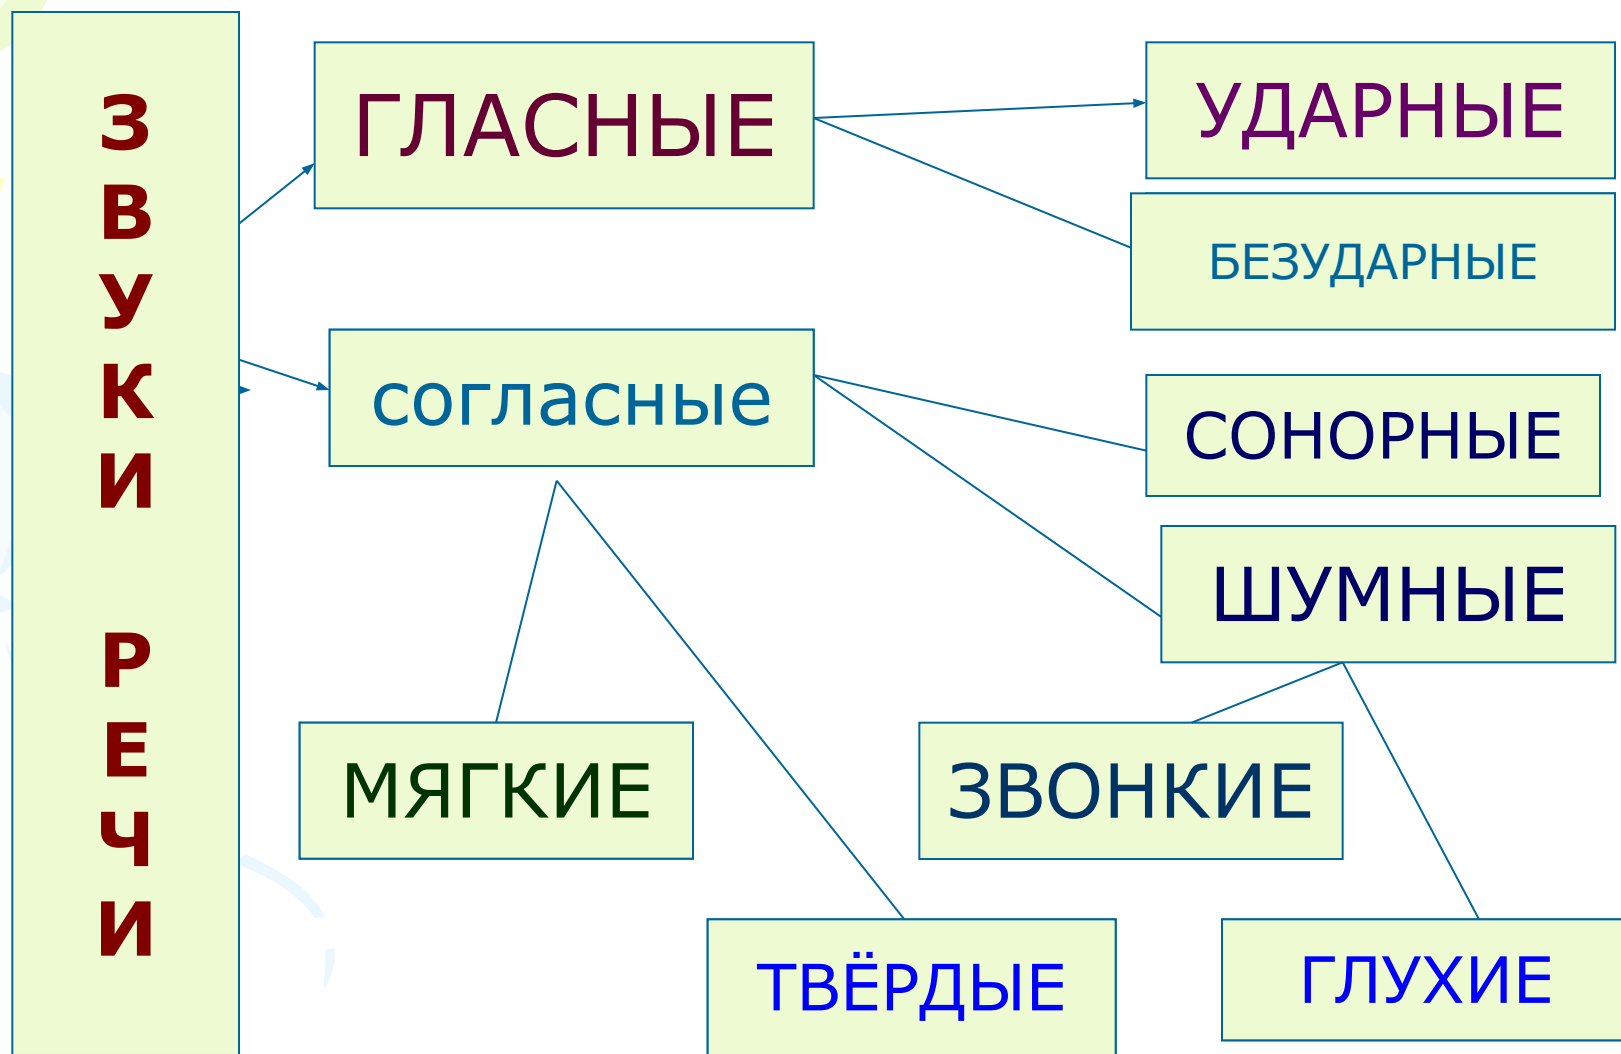 ЗВУКИ РЕЧИ
ГЛАСНЫЕ
УДАРНЫЕ
БЕЗУДАРНЫЕ
согласные
СОНОРНЫЕ
ШУМНЫЕ
МЯГКИЕ
ЗВОНКИЕ
ТВЁРДЫЕ
ГЛУХИЕ